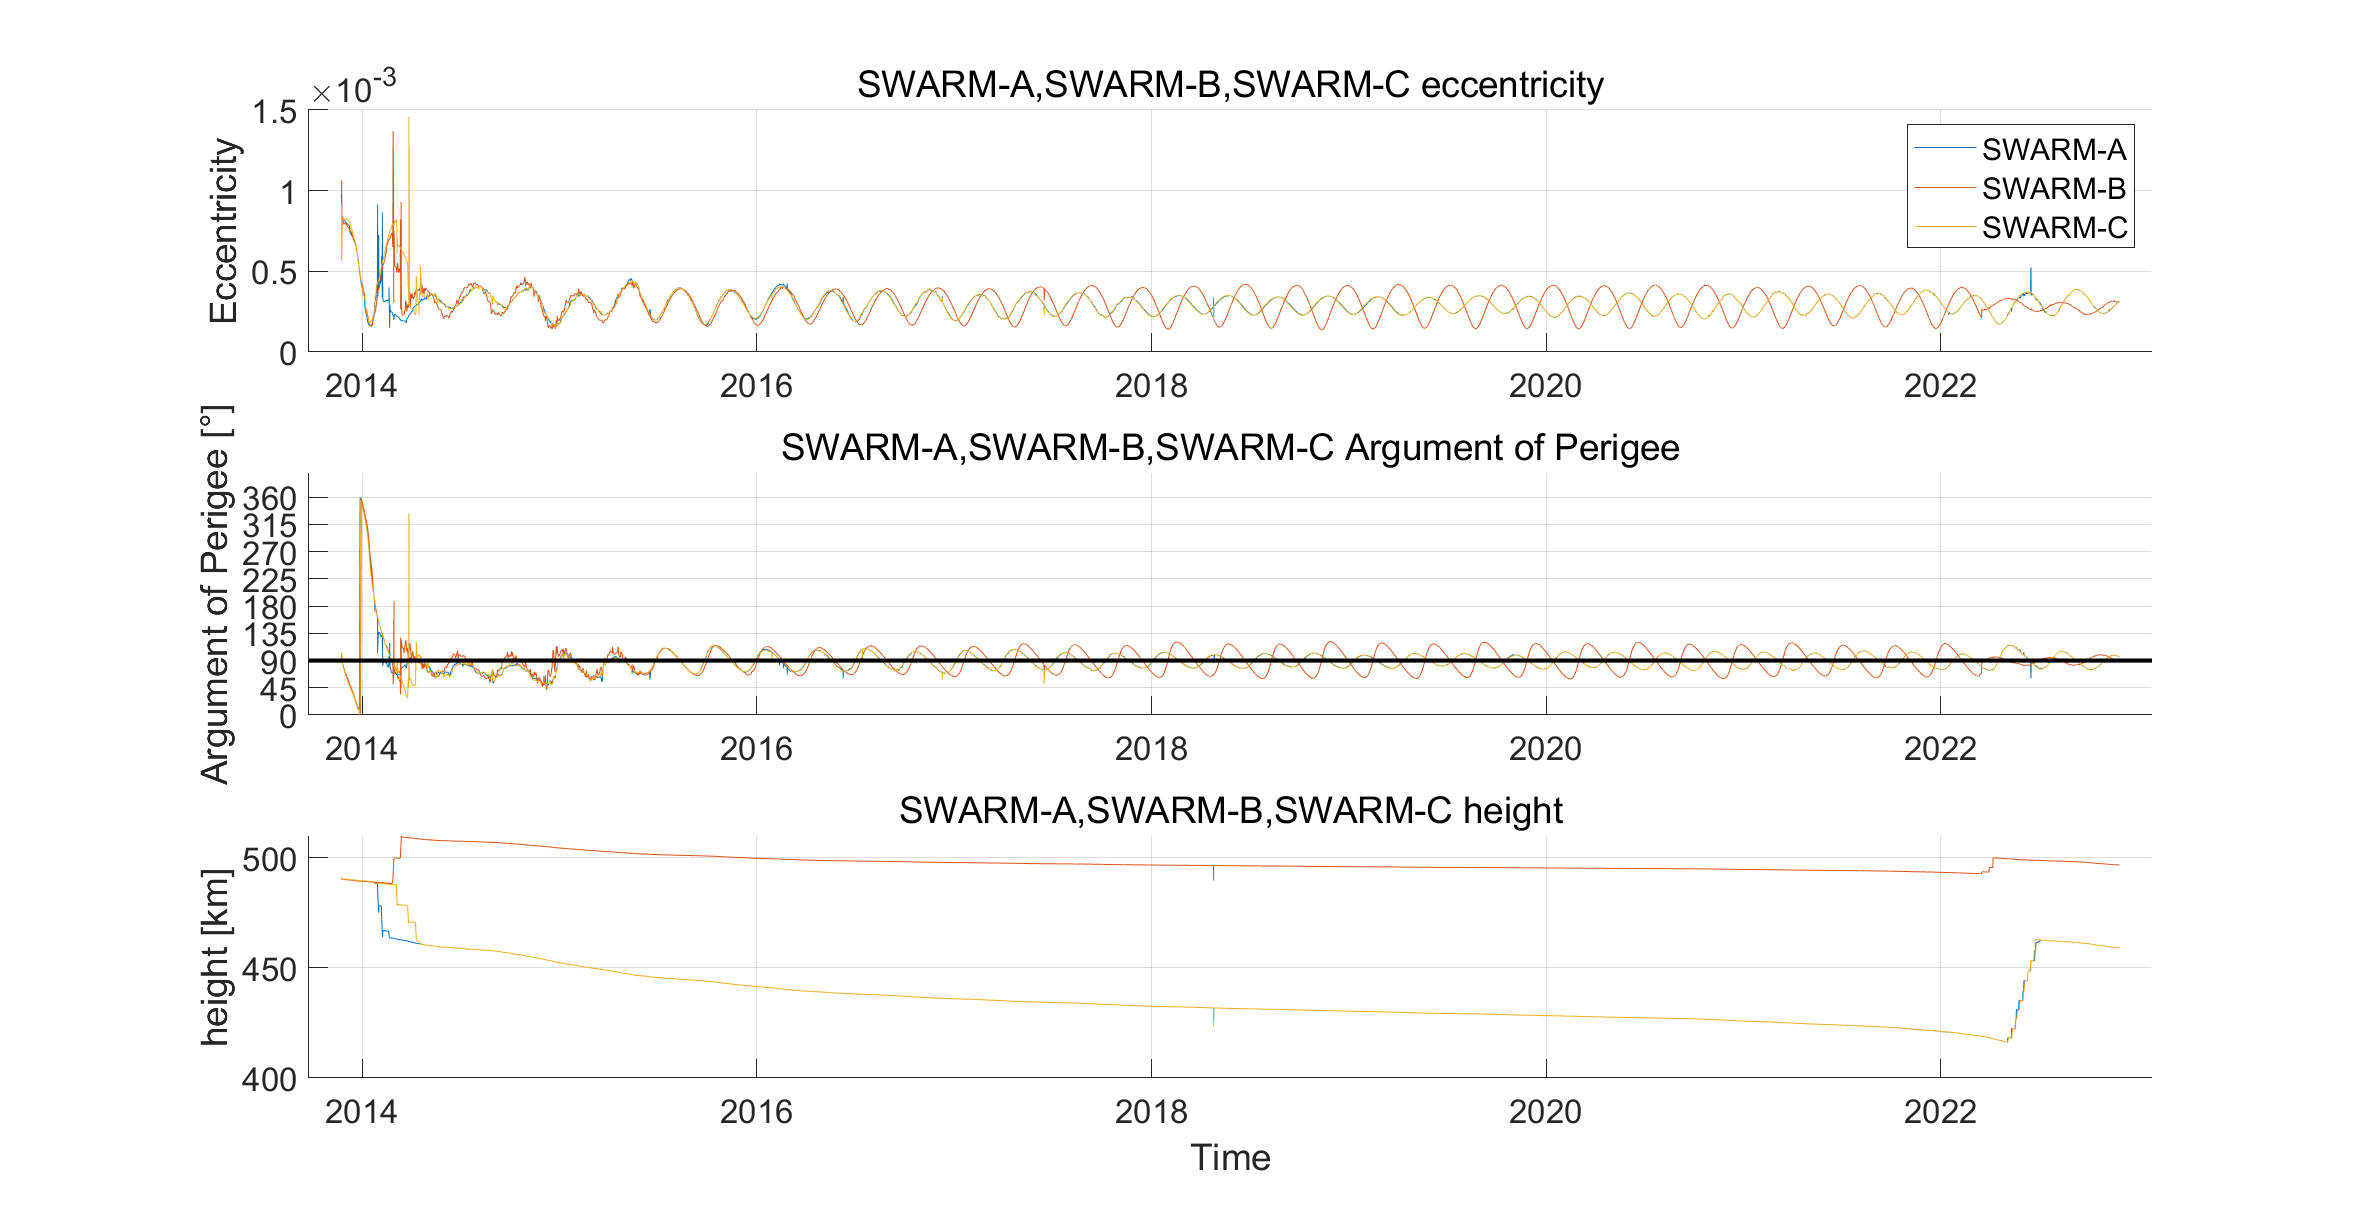 SWARM-A,SWARM-B,SWARM-C eccentricity
×10-3
1.5
1
0.5
0
Eccentricity
SWARM-A
SWARM-B
SWARM-C
2014 2016 2018 2020 2022
SWARM-A,SWARM-B,SWARM-C Argument of Perigee
360
315
270
225
180
135
90
45
0
Argument of Perigee [°]
2014 2016 2018 2020 2022
SWARM-A,SWARM-B,SWARM-C height
500
450
400
height [km]
2014 2016 2018 2020 2022
Time